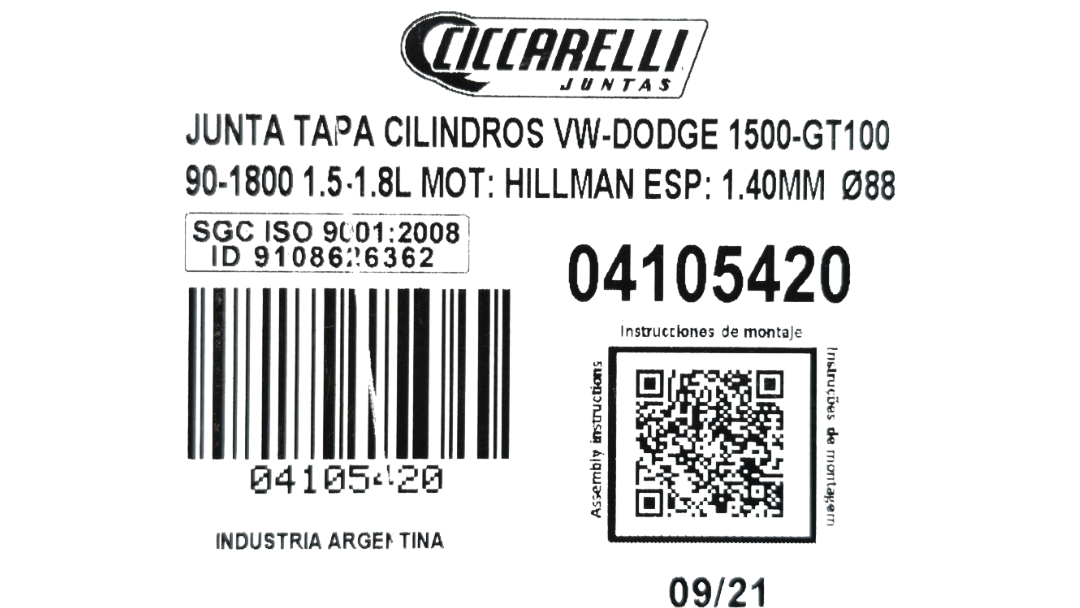 CICCARELLI
JUNTAS
JUNTA TAPA CILINDROS VW-DODGE 1500-GT100
90-1800 1.5-1.8L MOT: HILLMAN ESP: 1.40MM Ø88
SGC ISO 9001:2008
ID 9108626362
04105420
04105420
INDUSTRIA ARGENTINA
Instrucciones de montaje
Assembly instructions
Instruções de montagem
09/21